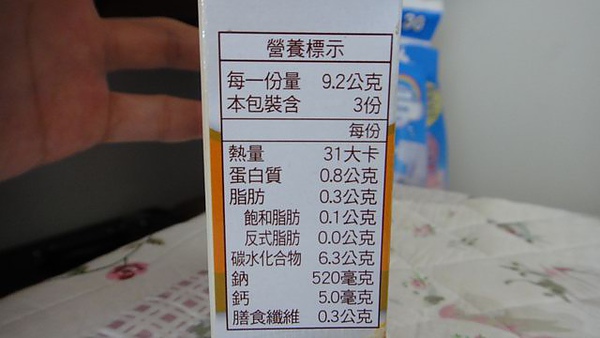 營養標示
每一份量 9.2公克
本包裝含 3份
每份
熱量 31大卡
蛋白質 0.8公克
脂肪 0.3公克
飽和脂肪 0.1公克
反式脂肪 0.0公克
碳水化合物 6.3公克
鈉 520毫克
鈣 5.0毫克
膳食纖維 0.3公克